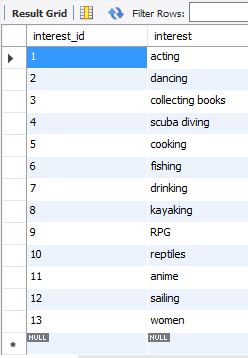 Result Grid Filter Rows:
interest_id interest
1 acting
2 dancing
3 collecting books
4 scuba diving
5 cooking
6 fishing
7 drinking
8 kayaking
9 RPG
10 reptiles
11 anime
12 sailing
13 women
NULL NULL